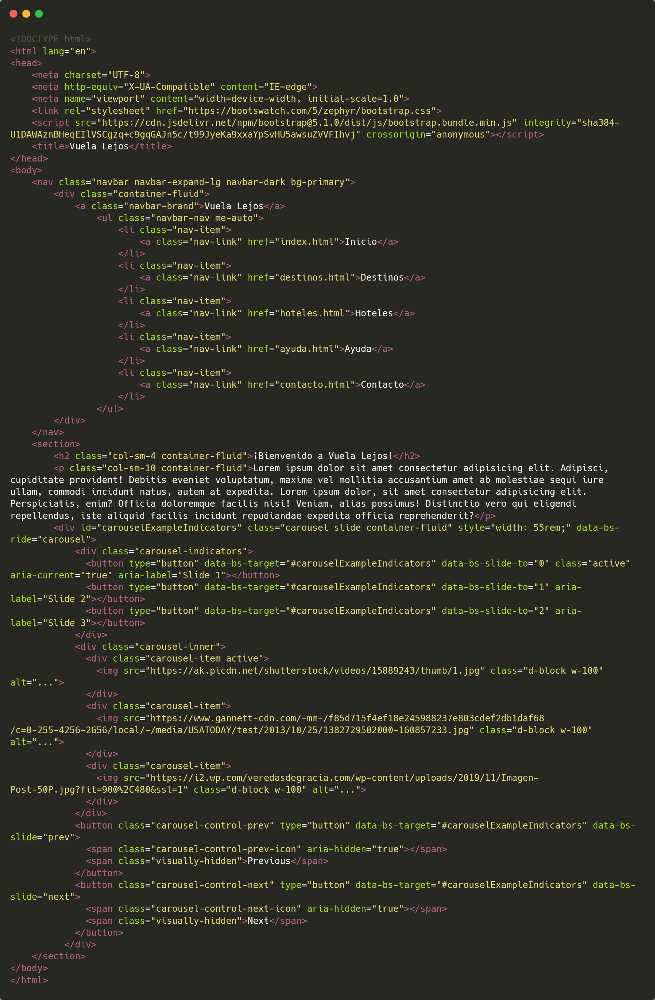 <!DOCTYPE html>
<html lang="en">
<head>
    <meta charset="UTF-8">
    <meta http-equiv="X-UA-Compatible" content="IE=edge">
    <meta name="viewport" content="width=device-width, initial-scale=1.0">
    <link rel="stylesheet" href="https://bootswatch.com/5/zephyr/bootstrap.css">
    <script src="https://cdn.jsdelivr.net/npm/bootstrap@5.1.0/dist/js/bootstrap.bundle.min.js" integrity="sha384-
U1DAWAznBHeqEIlVSCgzq+c9gqGAJn5c/t99JyeKa9xxaYpSvHU5awsuZVVFIhvj" crossorigin="anonymous"></script>
    <title>Vuela Lejos</title>
</head>
<body>
    <nav class="navbar navbar-expand-lg navbar-dark bg-primary">
        <div class="container-fluid">
            <a class="navbar-brand">Vuela Lejos</a>
                <ul class="navbar-nav me-auto">
                    <li class="nav-item">
                        <a class="nav-link" href="index.html">Inicio</a>
                    </li>
                    <li class="nav-item">
                        <a class="nav-link" href="destinos.html">Destinos</a>
                    </li>
                    <li class="nav-item">
                        <a class="nav-link" href="hoteles.html">Hoteles</a>
                    </li>
                    <li class="nav-item">
                        <a class="nav-link" href="ayuda.html">Ayuda</a>
                    </li>
                    <li class="nav-item">
                        <a class="nav-link" href="contacto.html">Contacto</a>
                    </li>
                </ul>
        </div>
    </nav>
    <section>
        <h2 class="col-sm-4 container-fluid">¡Bienvenido a Vuela Lejos!</h2>
        <p class="col-sm-10 container-fluid">Lorem ipsum dolor sit amet consectetur adipisicing elit. Adipisci,
cupiditate provident! Debitis eveniet voluptatum, maxime vel mollitia accusantium amet ab molestiae sequi iure
ullam, commodi incidunt natus, autem at expedita. Lorem ipsum dolor, sit amet consectetur adipisicing elit.
Perspiciatis, enim? Officia doloremque facilis nisi! Veniam, alias possimus! Distinctio vero qui eligendi
repellendus, iste aliquid facilis incidunt repudiandae expedita officia reprehenderit?</p>
        <div id="carouselExampleIndicators" class="carousel slide container-fluid" style="width: 55rem;" data-bs-
ride="carousel">
            <div class="carousel-indicators">
              <button type="button" data-bs-target="#carouselExampleIndicators" data-bs-slide-to="0" class="active"
aria-current="true" aria-label="Slide 1"></button>
              <button type="button" data-bs-target="#carouselExampleIndicators" data-bs-slide-to="1" aria-
label="Slide 2"></button>
              <button type="button" data-bs-target="#carouselExampleIndicators" data-bs-slide-to="2" aria-
label="Slide 3"></button>
            </div>
            <div class="carousel-inner">
              <div class="carousel-item active">
                <img src="https://ak.picdn.net/shutterstock/videos/15889243/thumb/1.jpg" class="d-block w-100"
alt="...">
              </div>
              <div class="carousel-item">
                <img src="https://www.gannett-cdn.com/-mm-/f85d715f4ef18e245988237e803cdef2db1daf68
/c=0-255-4256-2656/local/-/media/USATODAY/test/2013/10/25/1382729502000-160857233.jpg" class="d-block w-100"
alt="...">
              </div>
              <div class="carousel-item">
                <img src="https://i2.wp.com/veredasdegracia.com/wp-content/uploads/2019/11/Imagen-
Post-50P.jpg?fit=900%2C480&ssl=1" class="d-block w-100" alt="...">
              </div>
            </div>
            <button class="carousel-control-prev" type="button" data-bs-target="#carouselExampleIndicators" data-bs-
slide="prev">
              <span class="carousel-control-prev-icon" aria-hidden="true"></span>
              <span class="visually-hidden">Previous</span>
            </button>
            <button class="carousel-control-next" type="button" data-bs-target="#carouselExampleIndicators" data-bs-
slide="next">
              <span class="carousel-control-next-icon" aria-hidden="true"></span>
              <span class="visually-hidden">Next</span>
            </button>
          </div>
    </section>
</body>
</html>